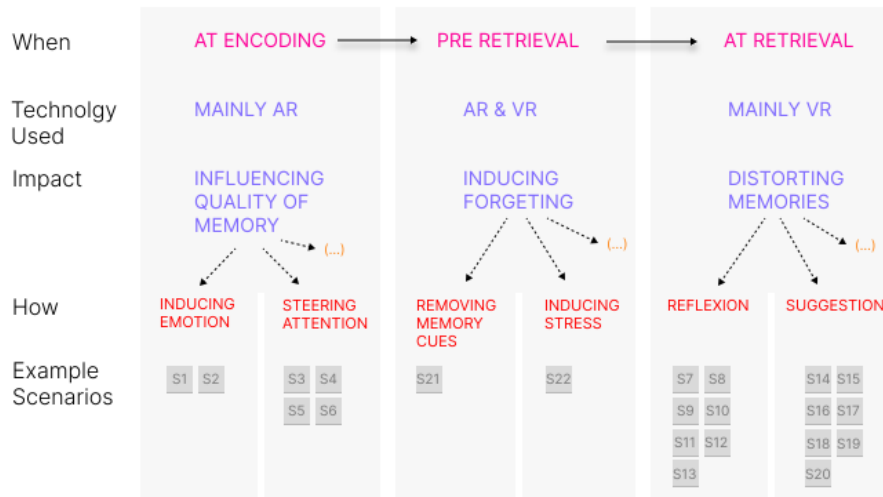 When
AT ENCODING
PRE RETRIEVAL
AT RETRIEVAL
Technolgy
Used
MAINLY AR
AR & VR
MAINLY VR
Impact
INFLUENCING
QUALITY OF
MEMORY
INDUCING
FORGETING
DISTORTING
MEMORIES
(...)
(...)
(...)
How
INDUCING
EMOTION
STEERING
ATTENTION
REMOVING
MEMORY
CUES
INDUCING
STRESS
REFLEXION
SUGGESTION
Example
Scenarios
S1 S2
S3 S4
S5 S6
S21
S22
S7 S8
S9 S10
S11 S12
S13
S14 S15
S16 S17
S18 S19
S20